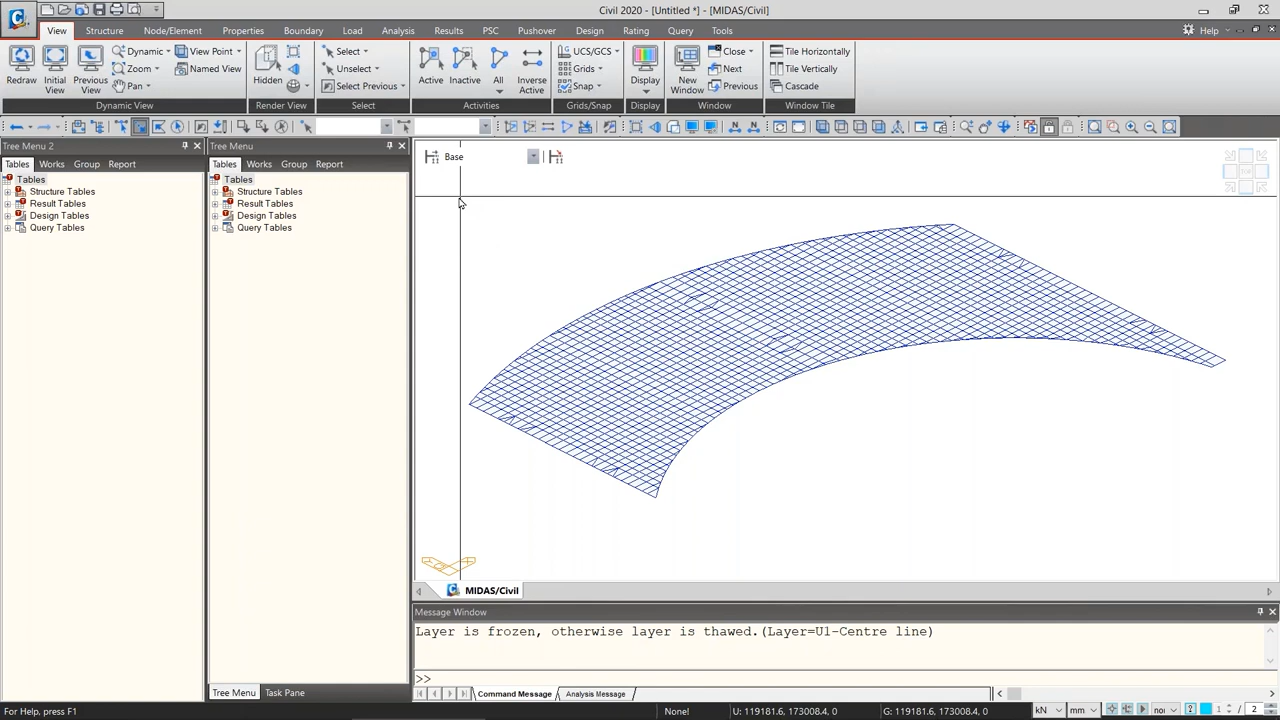 Civil 2020 - [Untitled *] - [MIDAS/Civil]
View Structure Node/Element Properties Boundary Load Analysis Results PSC Pushover Design Rating Query Tools Help
Redraw Initial View Previous View Dynamic Zoom Pan View Point Named View
Hidden Select Unselect Select Previous
Active Inactive All Inverse Active
UCS/GCS Grids Snap Display New Window Close Next Previous
Tile Horizontally Tile Vertically Cascade
Dynamic View Render View Select Activities Grids/Snap Display Window Window Tile
Tree Menu 2 Tree Menu
Base
Tables Works Group Report Tables Works Group Report
Tables Tables
Structure Tables Structure Tables
Result Tables Result Tables
Design Tables Design Tables
Query Tables Query Tables
MIDAS/Civil
Message Window
Layer is frozen, otherwise layer is thawed.(Layer=U1-Centre line)
>>
Tree Menu Task Pane Command Message Analysis Message
For Help, press F1 None! U: 119181.6, 173008.4, 0 G: 119181.6, 173008.4, 0 kN mm noi 1 / 2